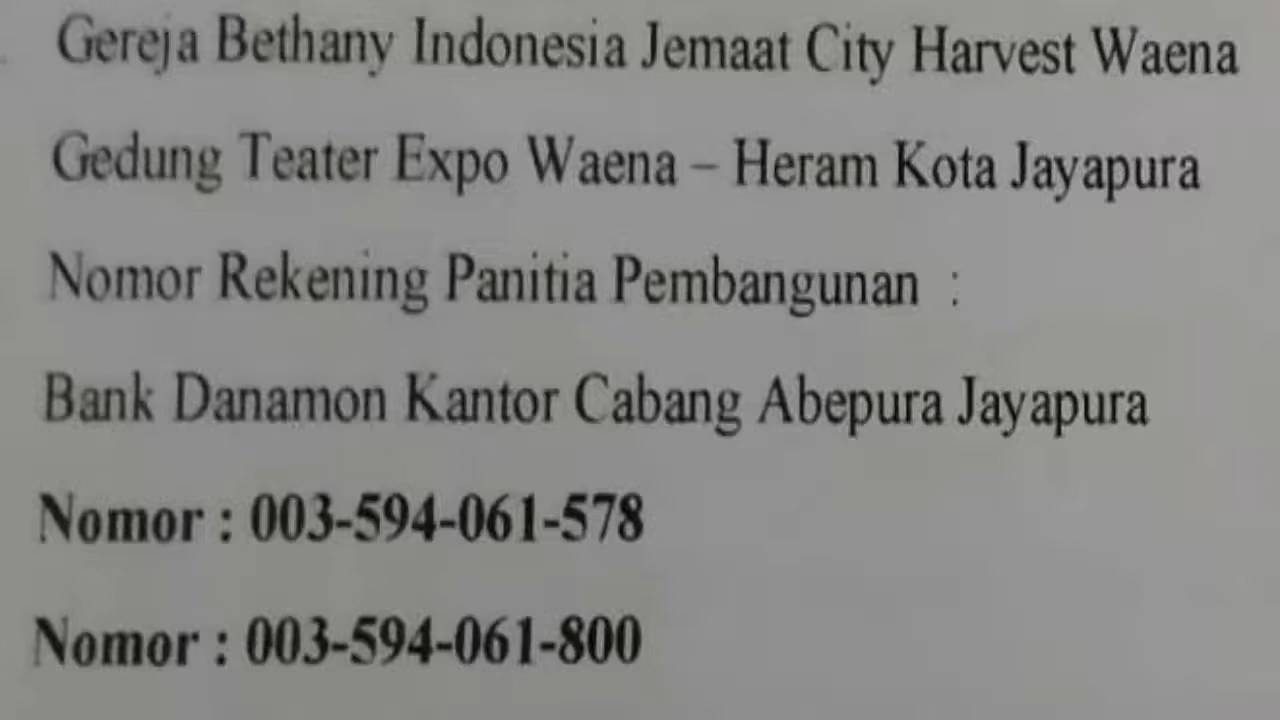 Gereja Bethany Indonesia Jemaat City Harvest Waena
Gedung Teater Expo Waena – Heram Kota Jayapura
Nomor Rekening Panitia Pembangunan :
Bank Danamon Kantor Cabang Abepura Jayapura
Nomor : 003-594-061-578
Nomor : 003-594-061-800